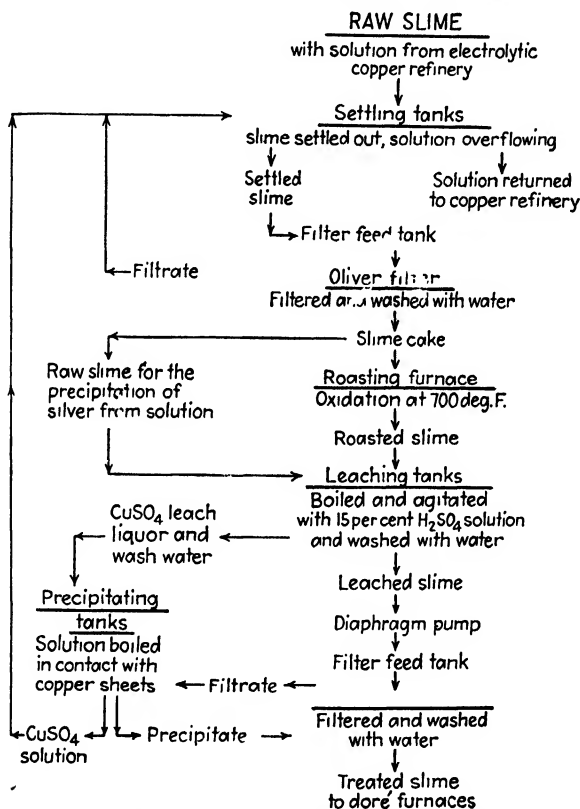 RAW SLIME
with solution from electrolytic
copper refinery
Settling tanks
slime settled out, solution overflowing
Settled
slime
Solution returned
to copper refinery
Filter feed tank
Filtrate
Oliver filter
Filtered and washed with water
Slime cake
Raw slime for the
precipitation of
silver from solution
Roasting furnace
Oxidation at 700 deg. F.
Roasted slime
Leaching tanks
Boiled and agitated
with 15 per cent H₂SO₄ solution
and washed with water
CuSO₄ leach
liquor and
wash water
Leached slime
Precipitating
tanks
Solution boiled
in contact with
copper sheets
Diaphragm pump
Filter feed tank
Filtrate
CuSO₄
solution
Precipitate
Filtered and washed
with water
Treated slime
to doré furnaces